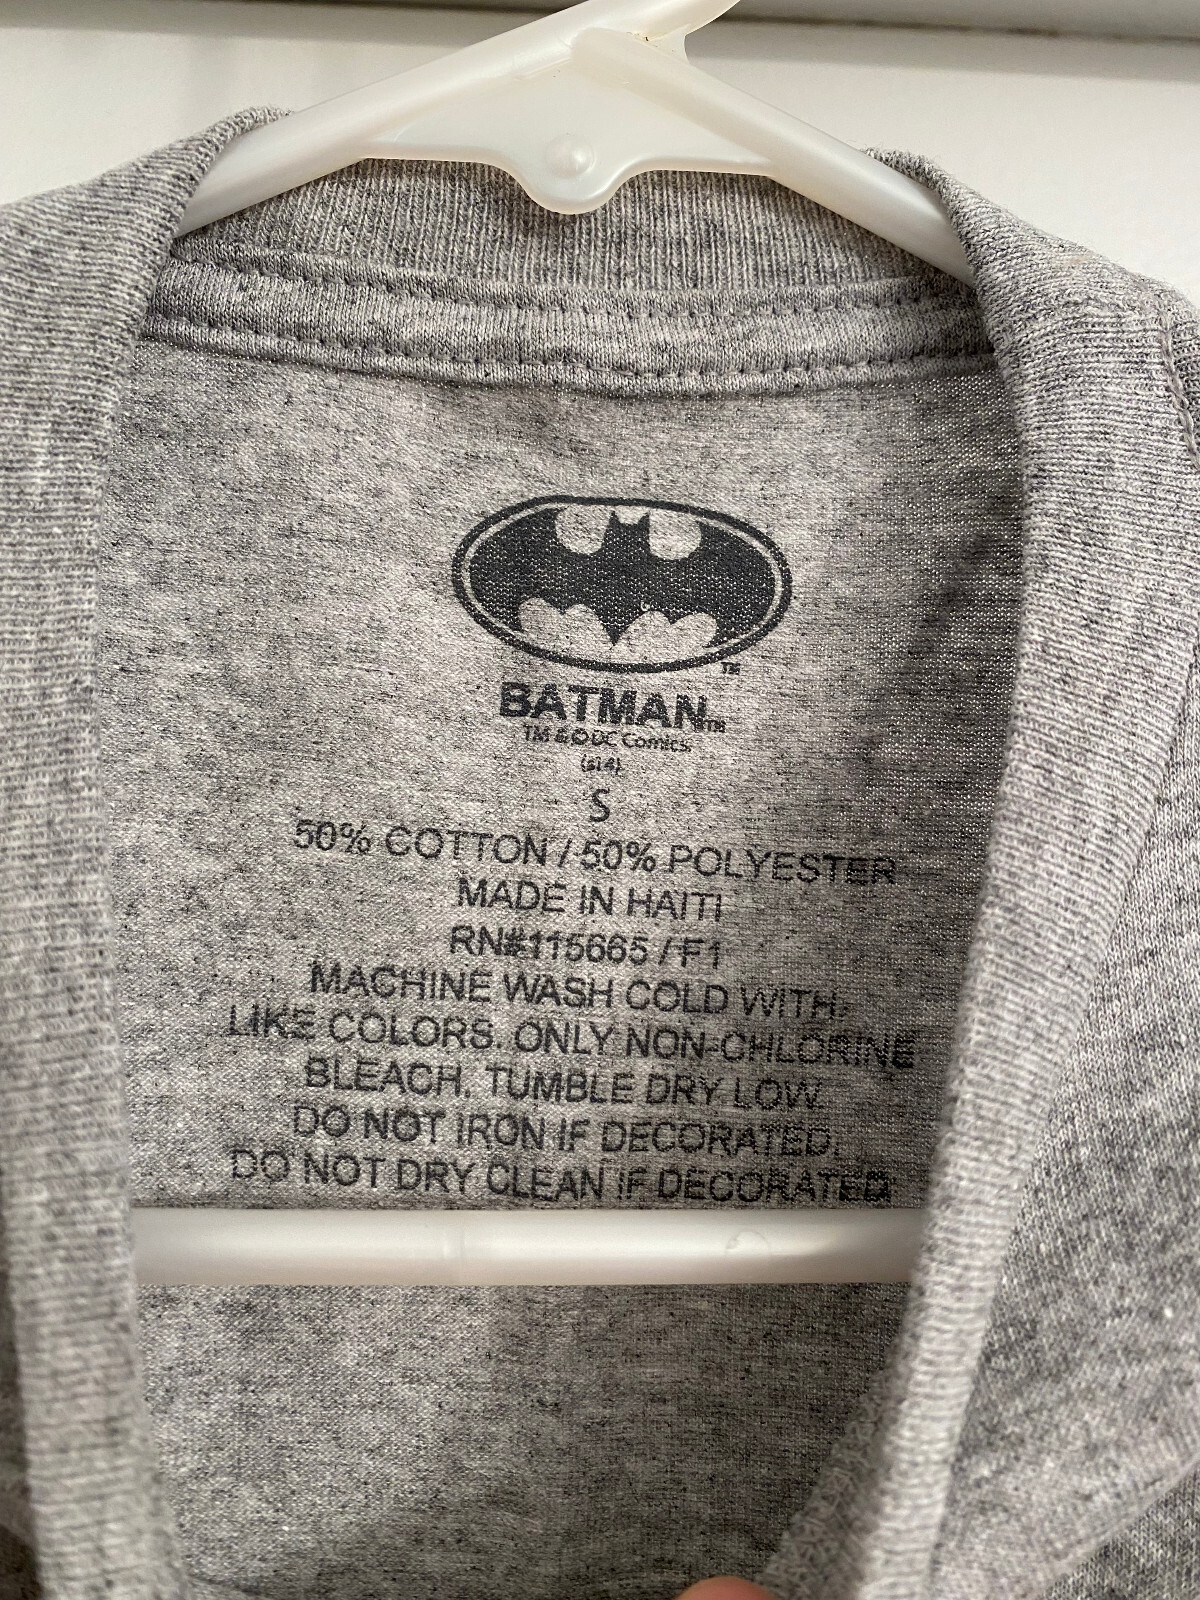 TM
BATMAN™
TM & © DC Comics.
(s14)
S
50% COTTON / 50% POLYESTER
MADE IN HAITI
RN#115665 / F1
MACHINE WASH COLD WITH
LIKE COLORS. ONLY NON-CHLORINE
BLEACH. TUMBLE DRY LOW.
DO NOT IRON IF DECORATED.
DO NOT DRY CLEAN IF DECORATED